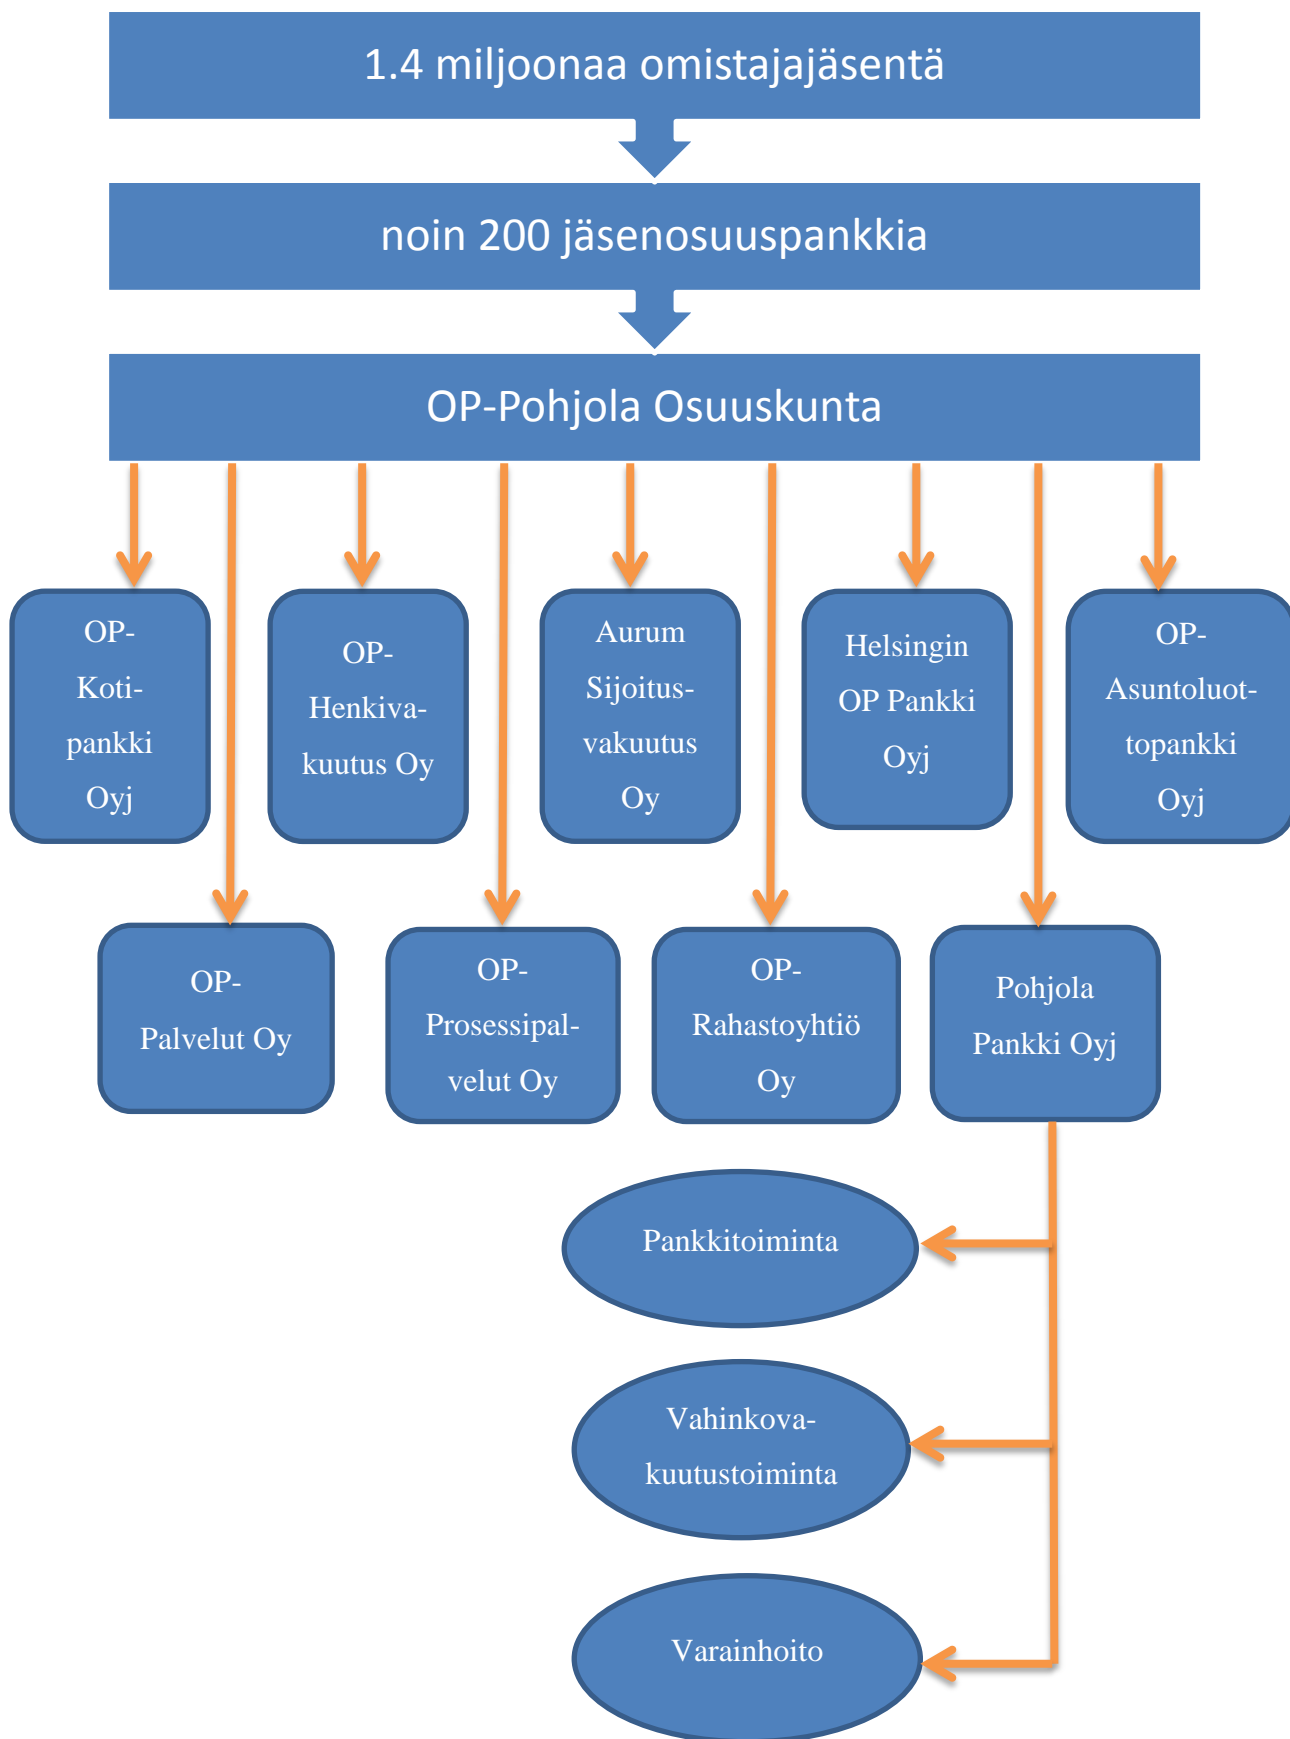 1.4 miljoonaa omistajajäsentä
noin 200 jäsenosuuspankkia
OP-Pohjola Osuuskunta
OP-
Koti-
pankki
Oyj
OP-
Henkiva-
kuutus Oy
Aurum
Sijoitus-
vakuutus
Oy
Helsingin
OP Pankki
Oyj
OP-
Asuntoluot-
topankki
Oyj
OP-
Palvelut Oy
OP-
Prosessipal-
velut Oy
OP-
Rahastoyhtiö
Oy
Pohjola
Pankki Oyj
Pankkitoiminta
Vahinkova-
kuutustoiminta
Varainhoito